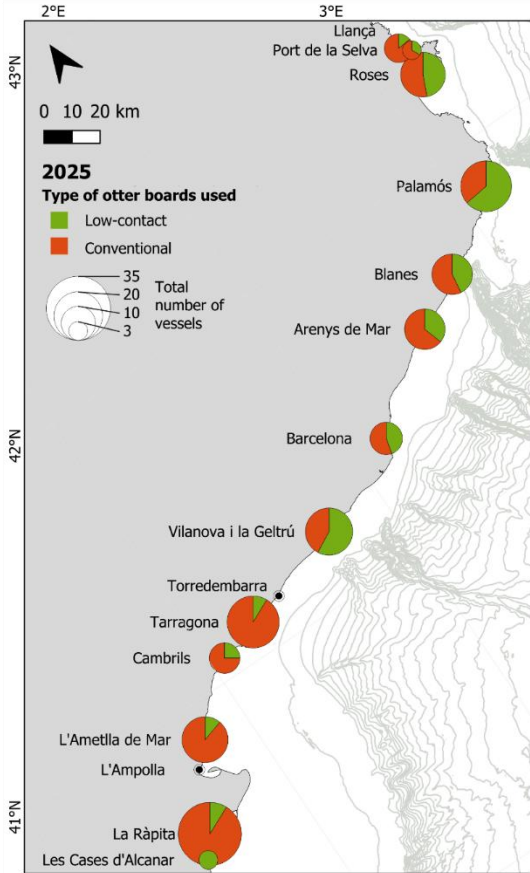 2°E
3°E
43°N
Llançà
Port de la Selva
Roses
0 10 20 km
2025
Type of otter boards used
Low-contact
Conventional
35
20
10
3
Total
number of
vessels
Palamós
Blanes
Arenys de Mar
42°N
Barcelona
Vilanova i la Geltrú
Torredembarra
Tarragona
Cambrils
L'Ametlla de Mar
L'Ampolla
41°N
La Ràpita
Les Cases d'Alcanar